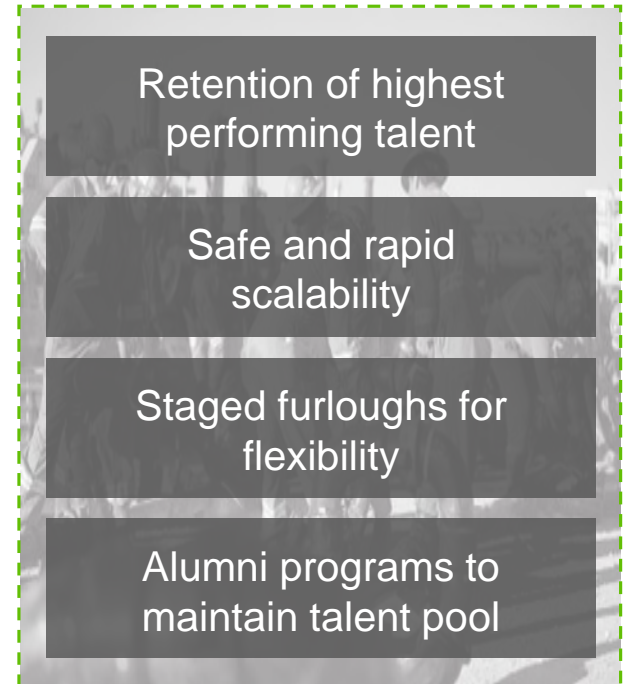 Retention of highest
performing talent
Safe and rapid
scalability
Staged furloughs for
flexibility
Alumni programs to
maintain talent pool